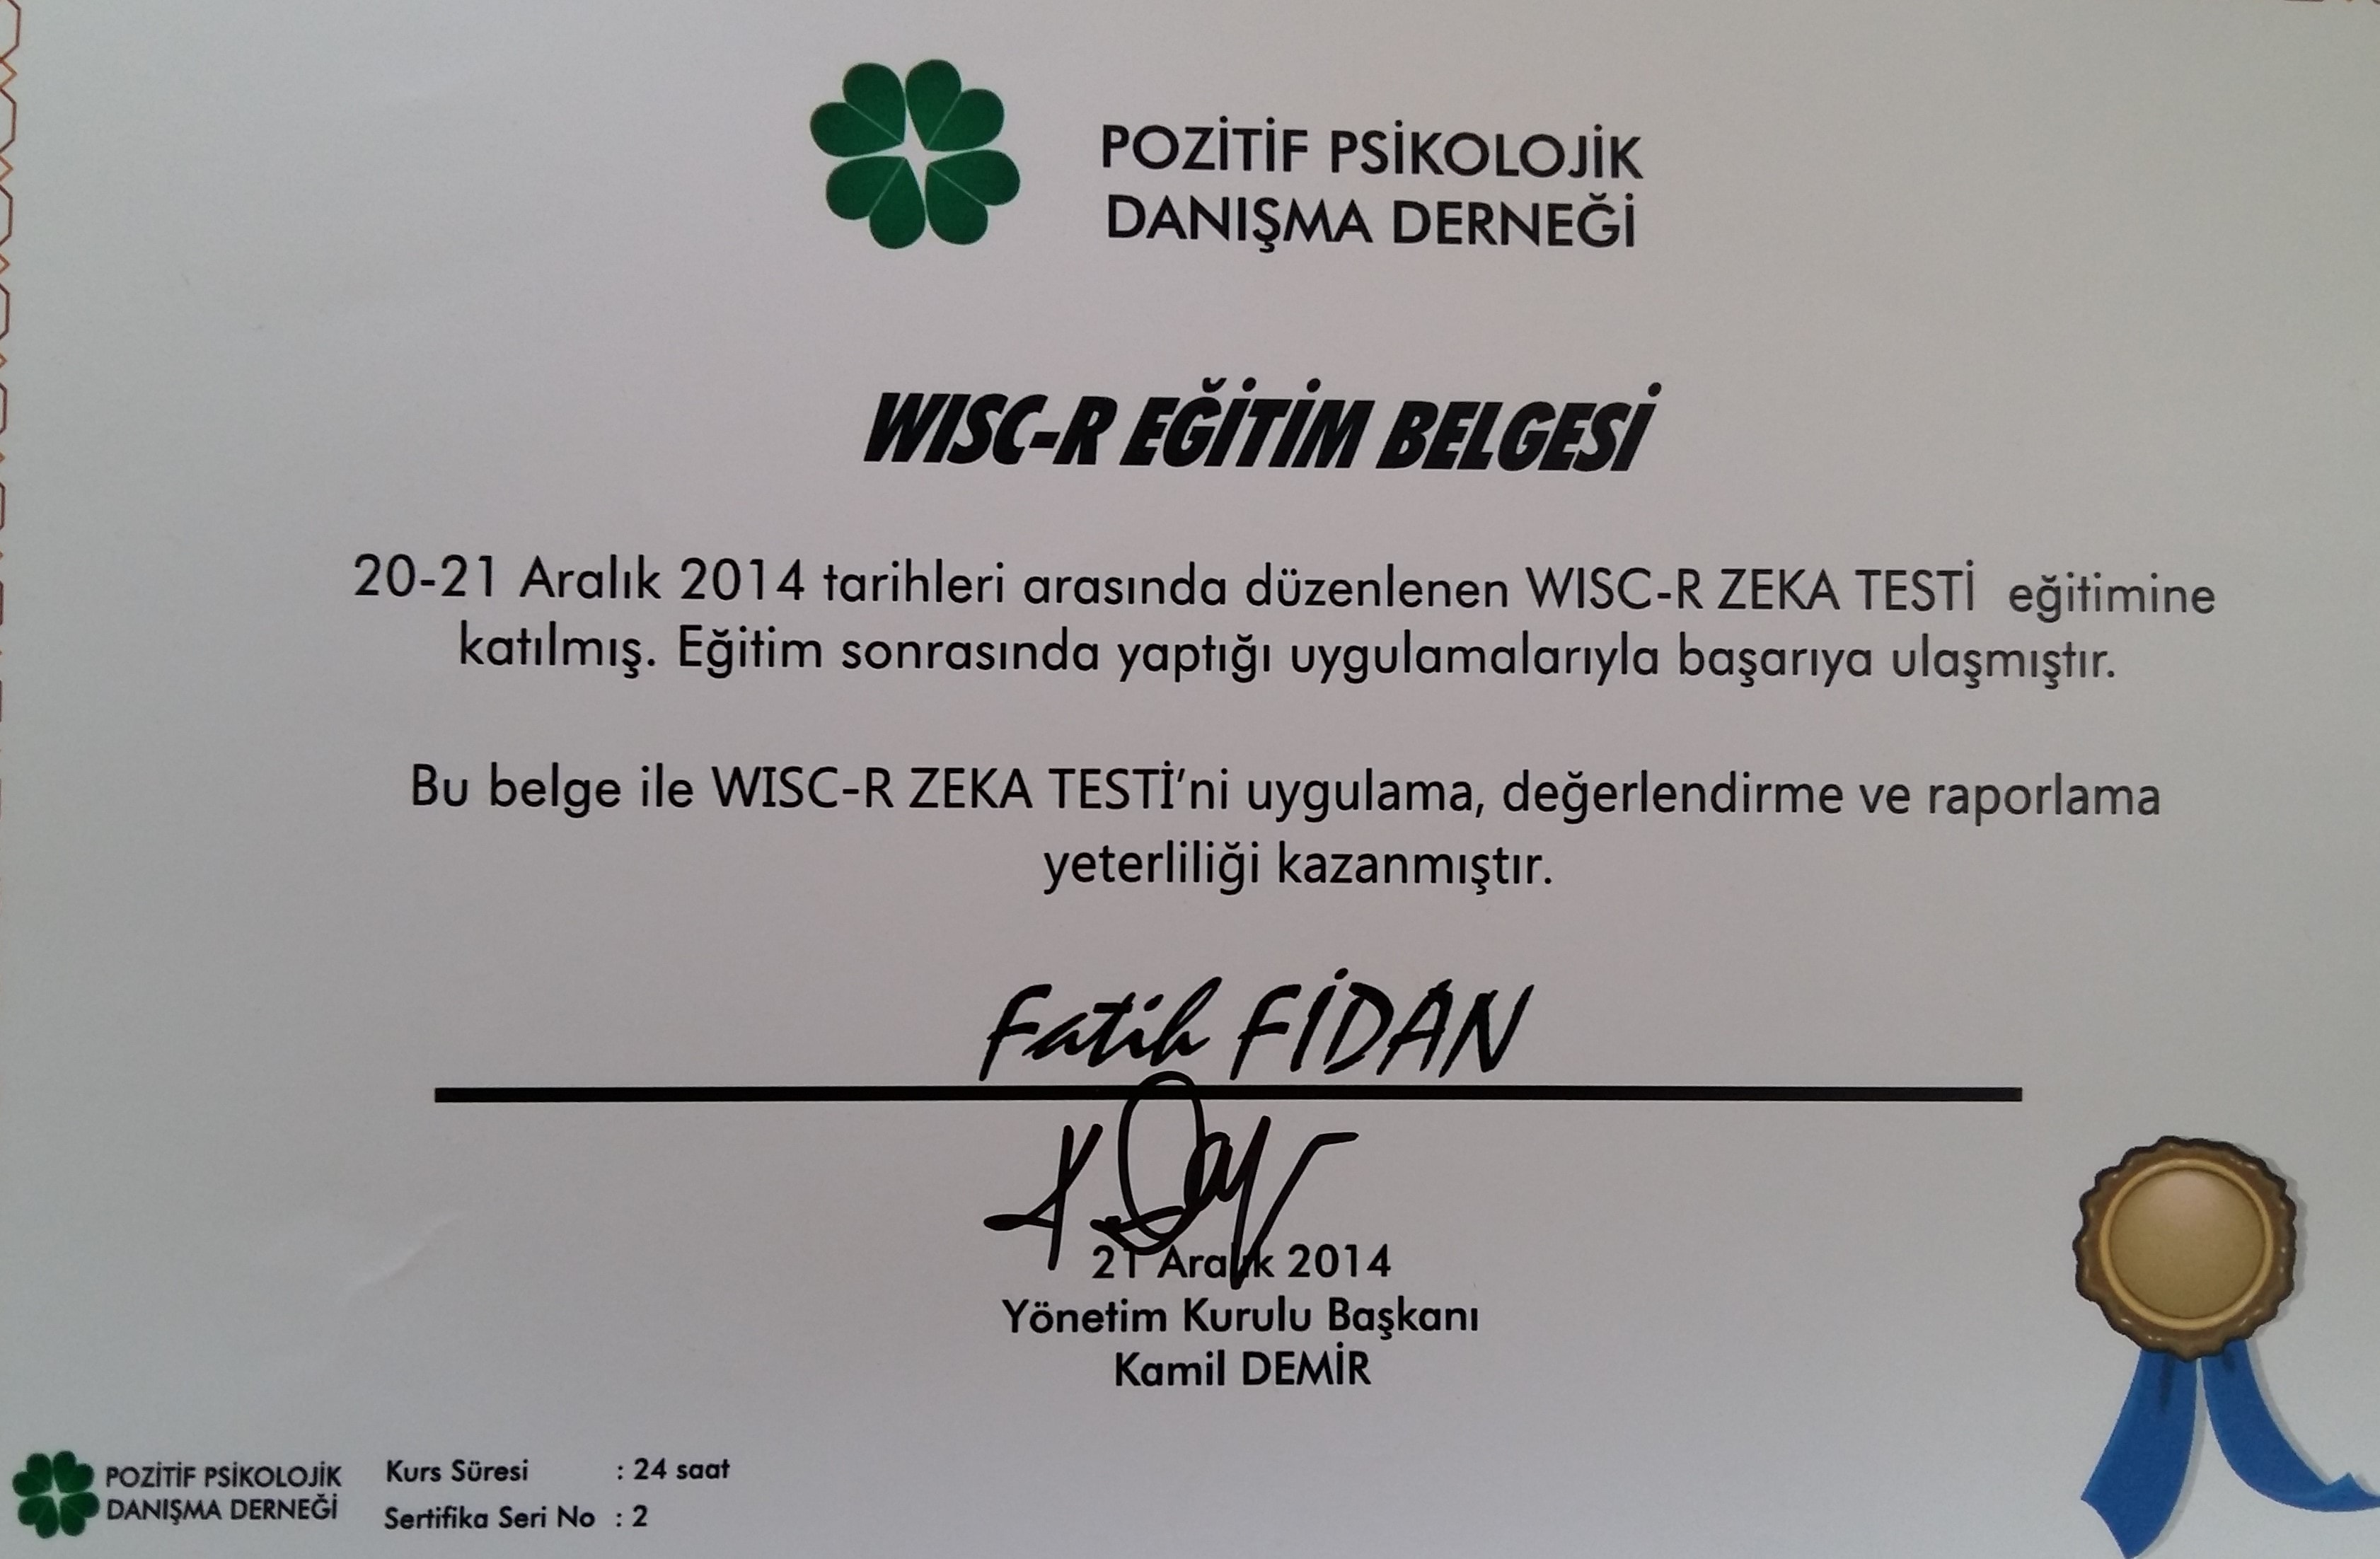 POZİTİF PSİKOLOJİK
DANIŞMA DERNEĞİ
WISC-R EĞİTİM BELGESİ
20-21 Aralık 2014 tarihleri arasında düzenlenen WISC-R ZEKA TESTİ eğitimine
katılmış. Eğitim sonrasında yaptığı uygulamalarıyla başarıya ulaşmıştır.
Bu belge ile WISC-R ZEKA TESTİ'ni uygulama, değerlendirme ve raporlama
yeterliliği kazanmıştır.
Fatih FİDAN
21 Aralık 2014
Yönetim Kurulu Başkanı
Kamil DEMİR
POZİTİF PSİKOLOJİK
DANIŞMA DERNEĞİ
Kurs Süresi : 24 saat
Sertifika Seri No : 2